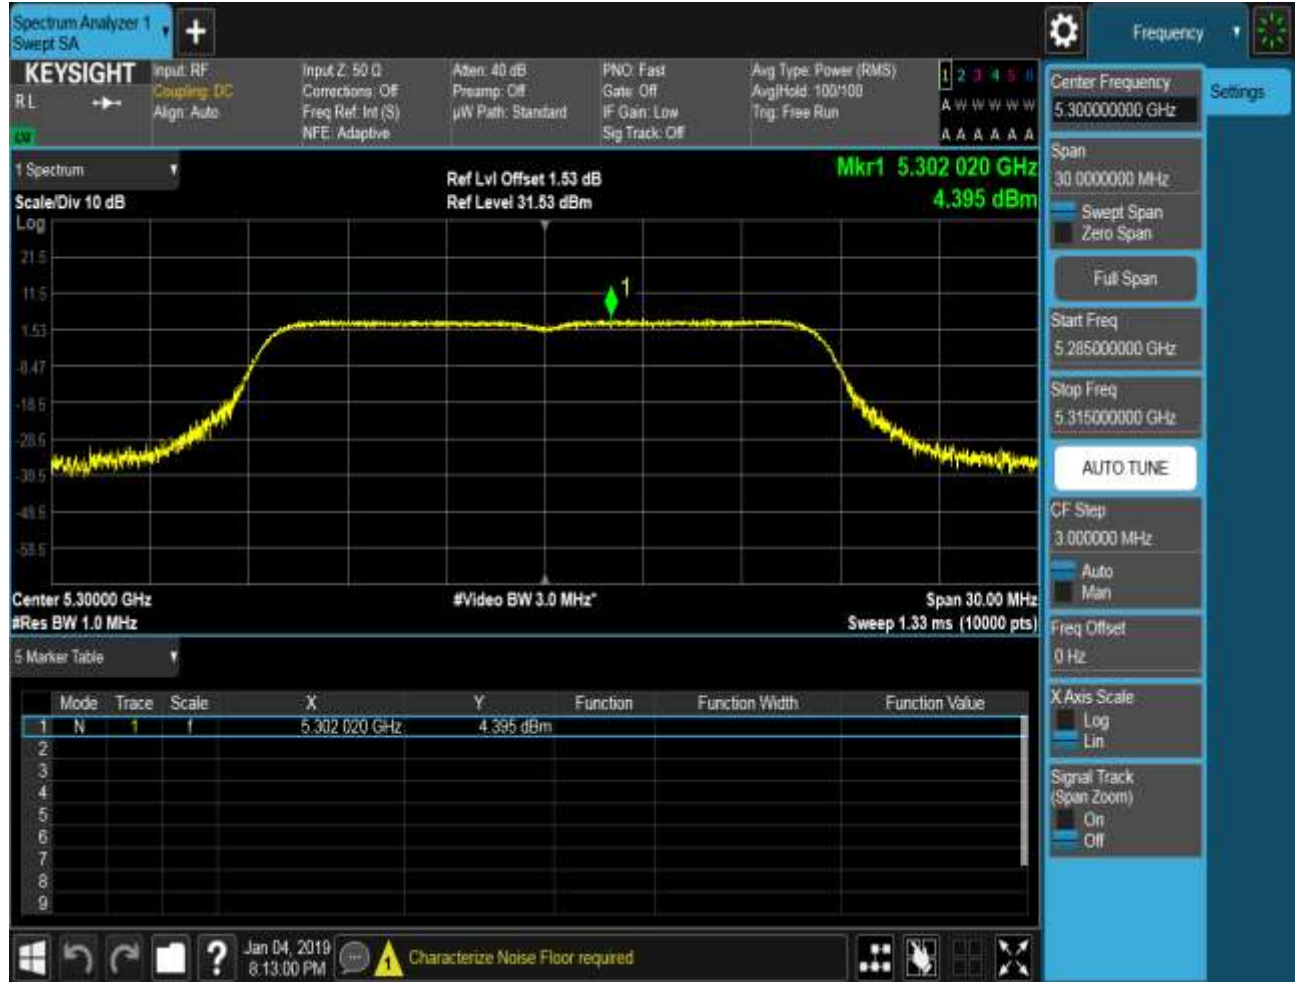 Spectrum Analyzer 1
Swept SA
+
Frequency
KEYSIGHT
RL
Input: RF
Coupling: DC
Align: Auto
Input Z: 50 Ω
Corrections: Off
Freq Ref: Int (S)
NFE: Adaptive
Atten: 40 dB
Preamp: Off
µW Path: Standard
PNO: Fast
Gate: Off
IF Gain: Low
Sig Track: Off
Avg Type: Power (RMS)
Avg|Hold: 100/100
Trig: Free Run
1 2 3 4 5 6
A W W W W W
A A A A A A
1 Spectrum
Scale/Div 10 dB
Ref Lvl Offset 1.53 dB
Ref Level 31.53 dBm
Mkr1 5.302 020 GHz
4.395 dBm
Log
21.5
11.5
1.53
-8.47
-18.5
-28.5
-38.5
-48.5
-58.5
1
Center 5.30000 GHz
#Res BW 1.0 MHz
#Video BW 3.0 MHz*
Span 30.00 MHz
Sweep 1.33 ms (10000 pts)
5 Marker Table
Mode Trace Scale X Y Function Function Width Function Value
1 N 1 f 5.302 020 GHz 4.395 dBm
2
3
4
5
6
7
8
9
?
Jan 04, 2019
8:13:00 PM
1
Characterize Noise Floor required
Center Frequency
5.300000000 GHz
Settings
Span
30.0000000 MHz
Swept Span
Zero Span
Full Span
Start Freq
5.285000000 GHz
Stop Freq
5.315000000 GHz
AUTO TUNE
CF Step
3.000000 MHz
Auto
Man
Freq Offset
0 Hz
X Axis Scale
Log
Lin
Signal Track
(Span Zoom)
On
Off